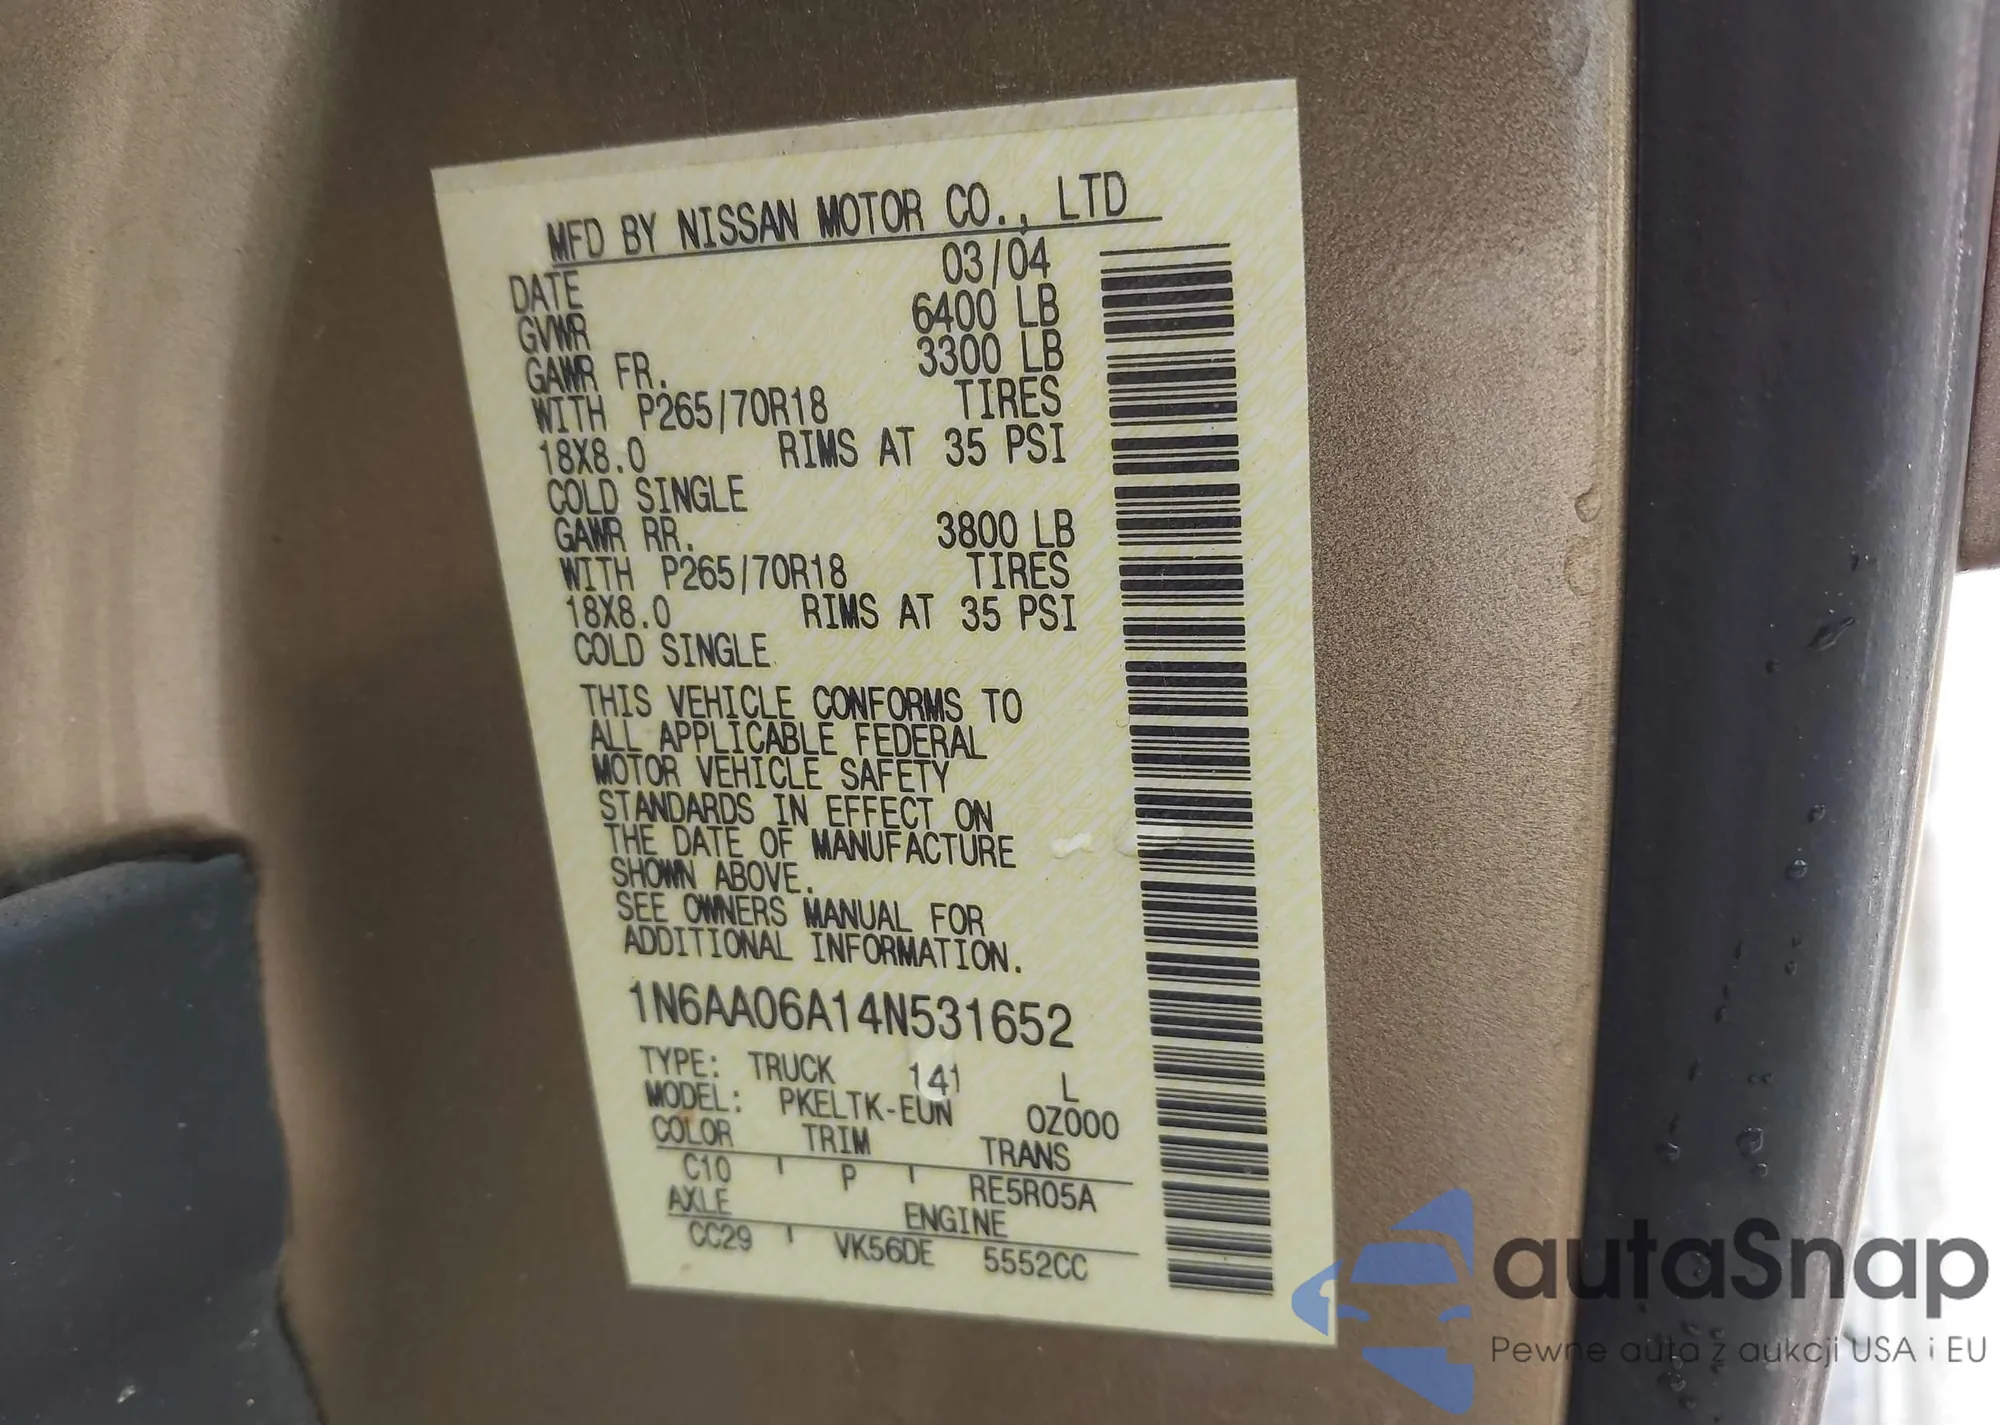 MFD BY NISSAN MOTOR CO., LTD
DATE 03/04
GVWR 6400 LB
GAWR FR. 3300 LB
WITH P265/70R18 TIRES
18X8.0 RIMS AT 35 PSI
COLD SINGLE
GAWR RR. 3800 LB
WITH P265/70R18 TIRES
18X8.0 RIMS AT 35 PSI
COLD SINGLE
THIS VEHICLE CONFORMS TO
ALL APPLICABLE FEDERAL
MOTOR VEHICLE SAFETY
STANDARDS IN EFFECT ON
THE DATE OF MANUFACTURE
SHOWN ABOVE.
SEE OWNERS MANUAL FOR
ADDITIONAL INFORMATION.
1N6AA06A14N531652
TYPE: TRUCK 141 L
MODEL: PKELTK-EUN 0Z000
COLOR TRIM TRANS
C10 P RE5R05A
AXLE ENGINE
CC29 VK56DE 5552CC
autaSnap
Pewne auta z aukcji USA i EU